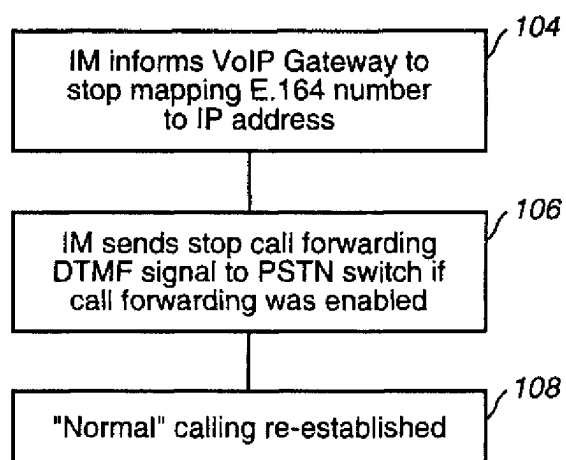 104
IM informs VoIP Gateway to
stop mapping E.164 number
to IP address
106
IM sends stop call forwarding
DTMF signal to PSTN switch if
call forwarding was enabled
108
"Normal" calling re-established